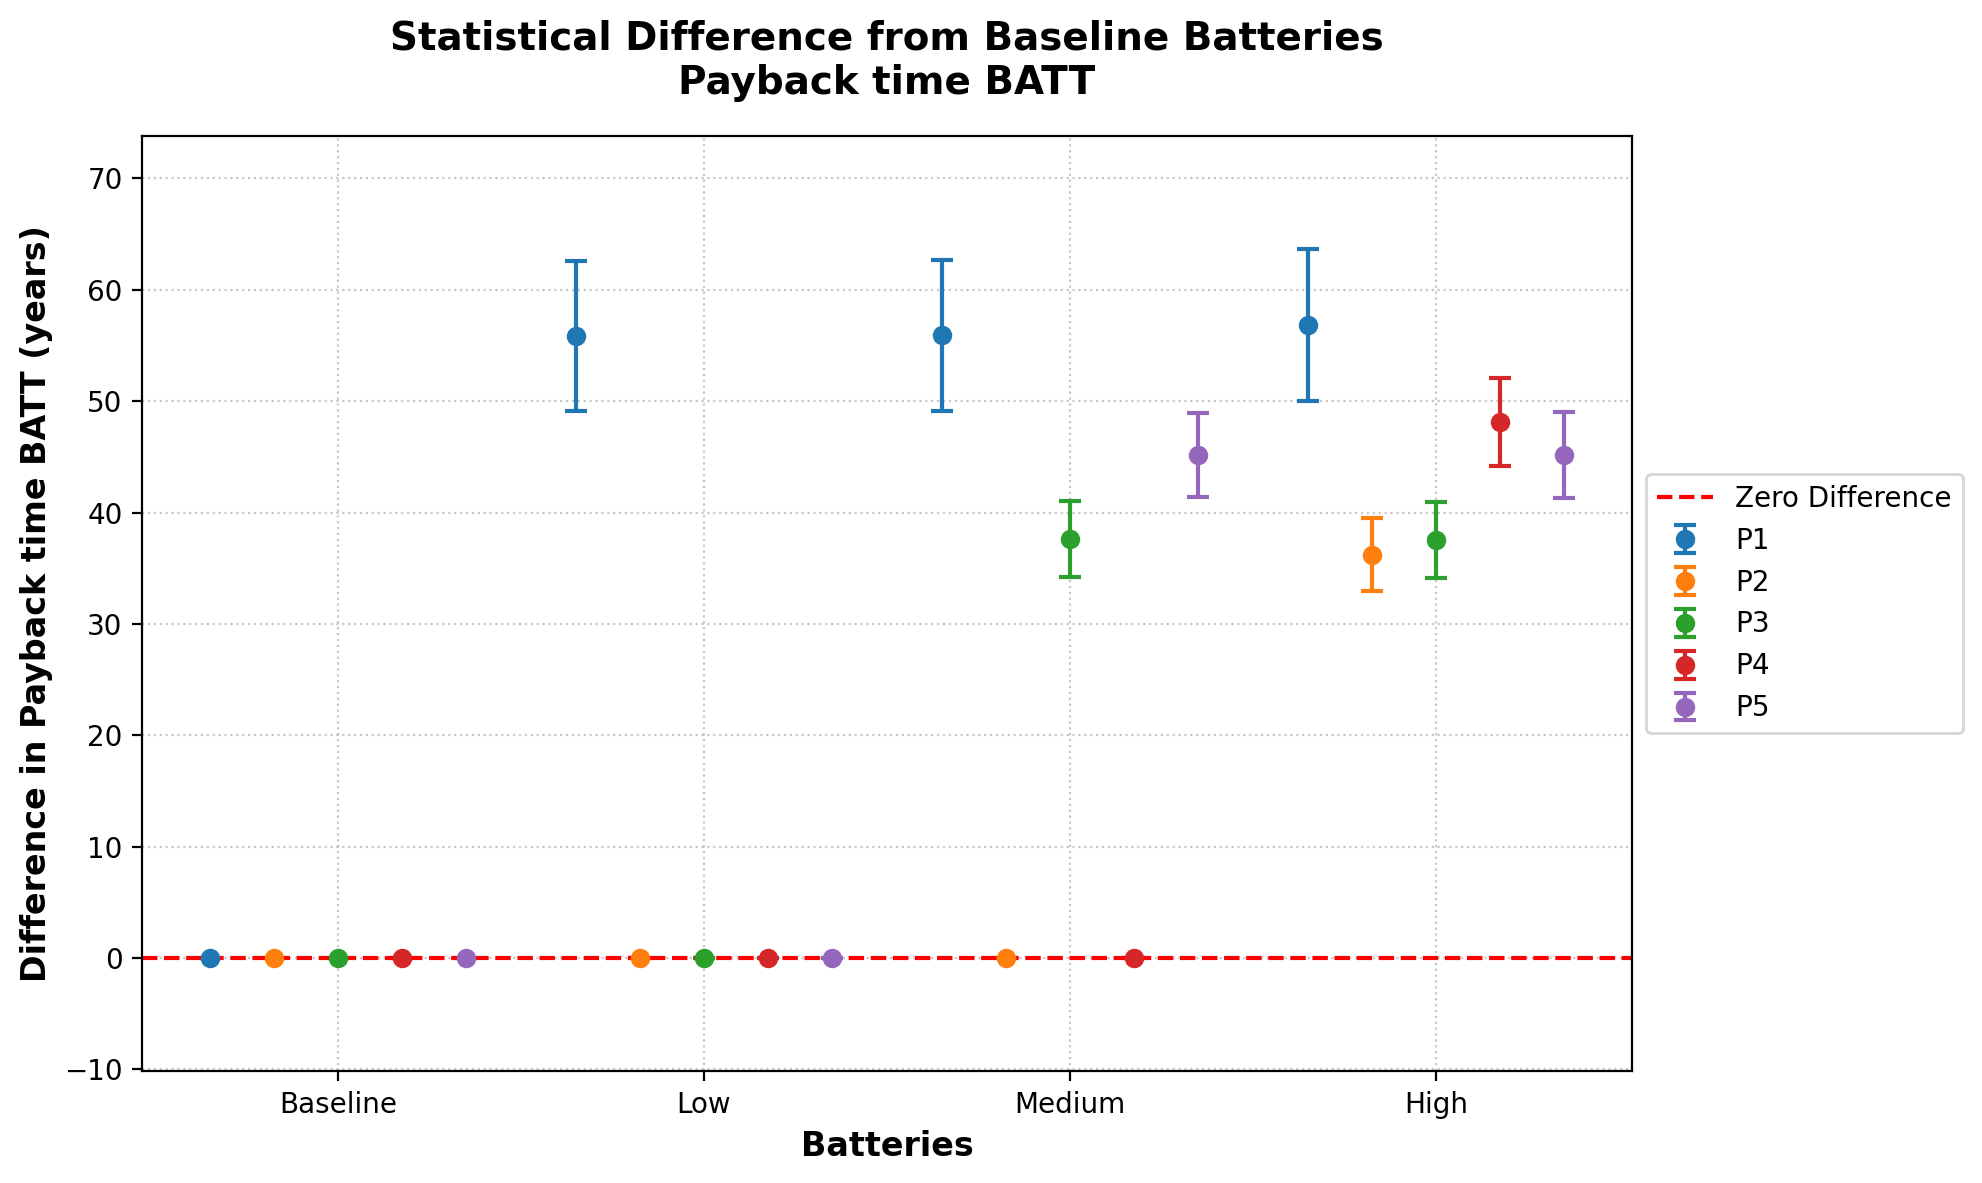 Statistical Difference from Baseline Batteries
Payback time BATT
Difference in Payback time BATT (years)
70
60
50
40
30
20
10
0
−10
Baseline
Low
Medium
High
Batteries
Zero Difference
P1
P2
P3
P4
P5